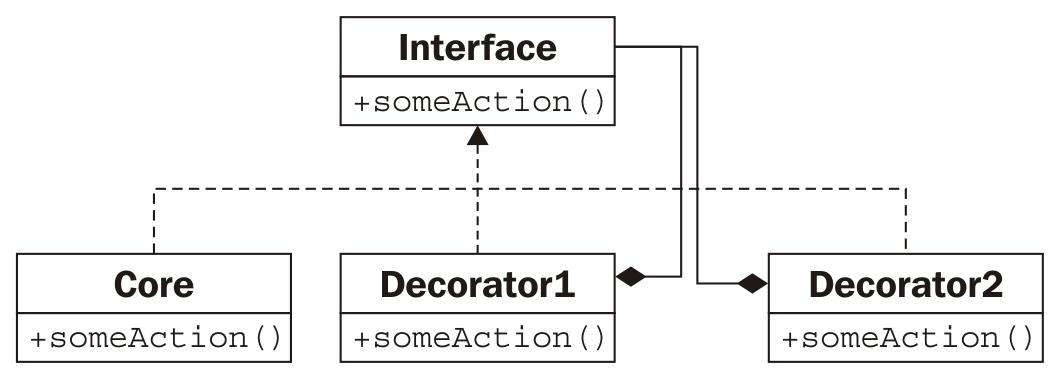 Interface
+someAction()
Core
+someAction()
Decorator1
+someAction()
Decorator2
+someAction()